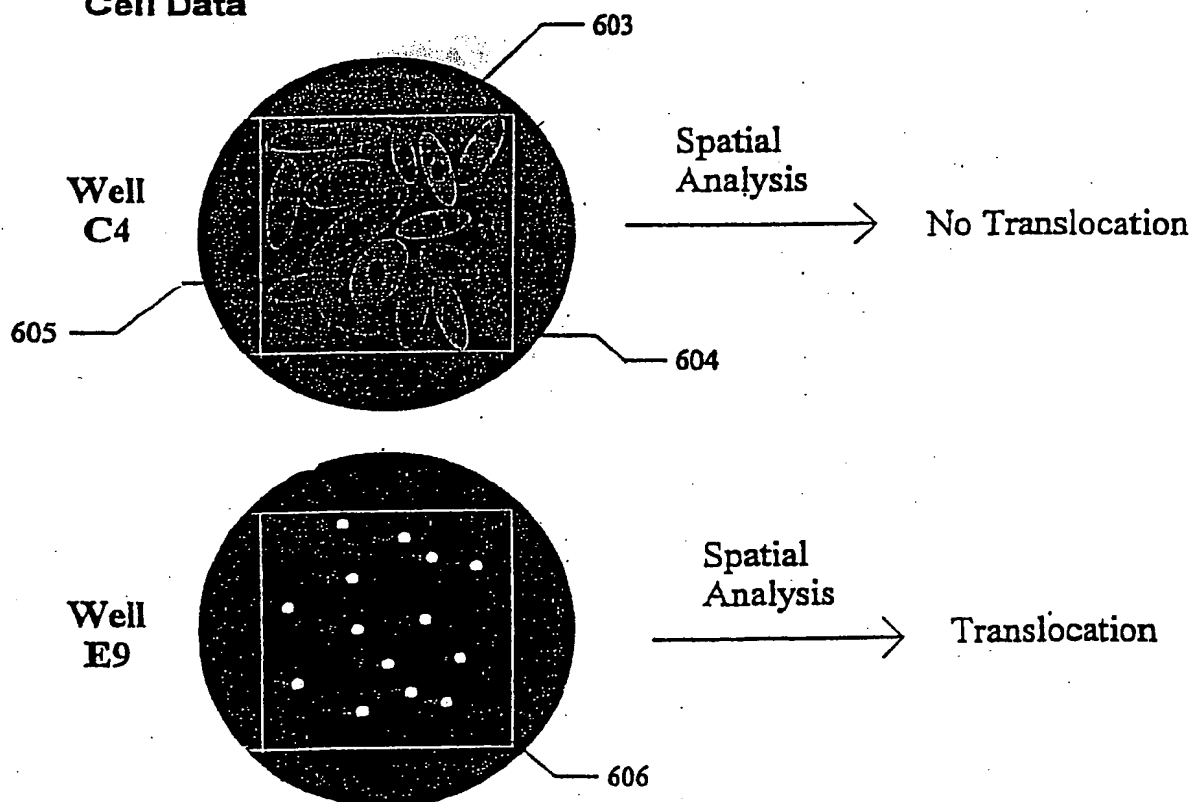 Cell Data
603
Well
C4
Spatial
Analysis
No Translocation
605
604
Well
E9
Spatial
Analysis
Translocation
606